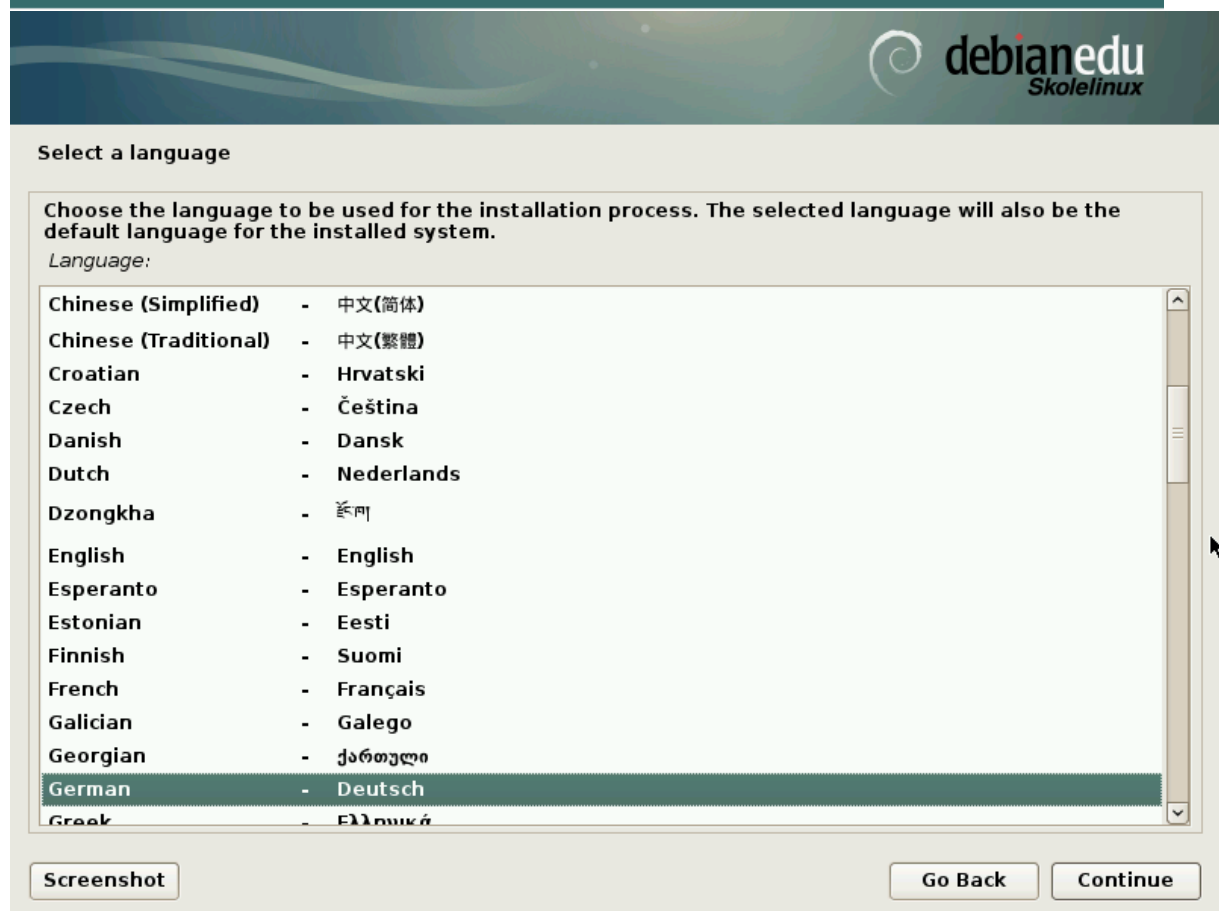 debianedu
Skolelinux
Select a language
Choose the language to be used for the installation process. The selected language will also be the
default language for the installed system.
Language:
Chinese (Simplified) - 中文(简体)
Chinese (Traditional) - 中文(繁體)
Croatian - Hrvatski
Czech - Čeština
Danish - Dansk
Dutch - Nederlands
Dzongkha - རྫོང་ཁ།
English - English
Esperanto - Esperanto
Estonian - Eesti
Finnish - Suomi
French - Français
Galician - Galego
Georgian - ქართული
German - Deutsch
Greek - Ελληνικά
Screenshot Go Back Continue